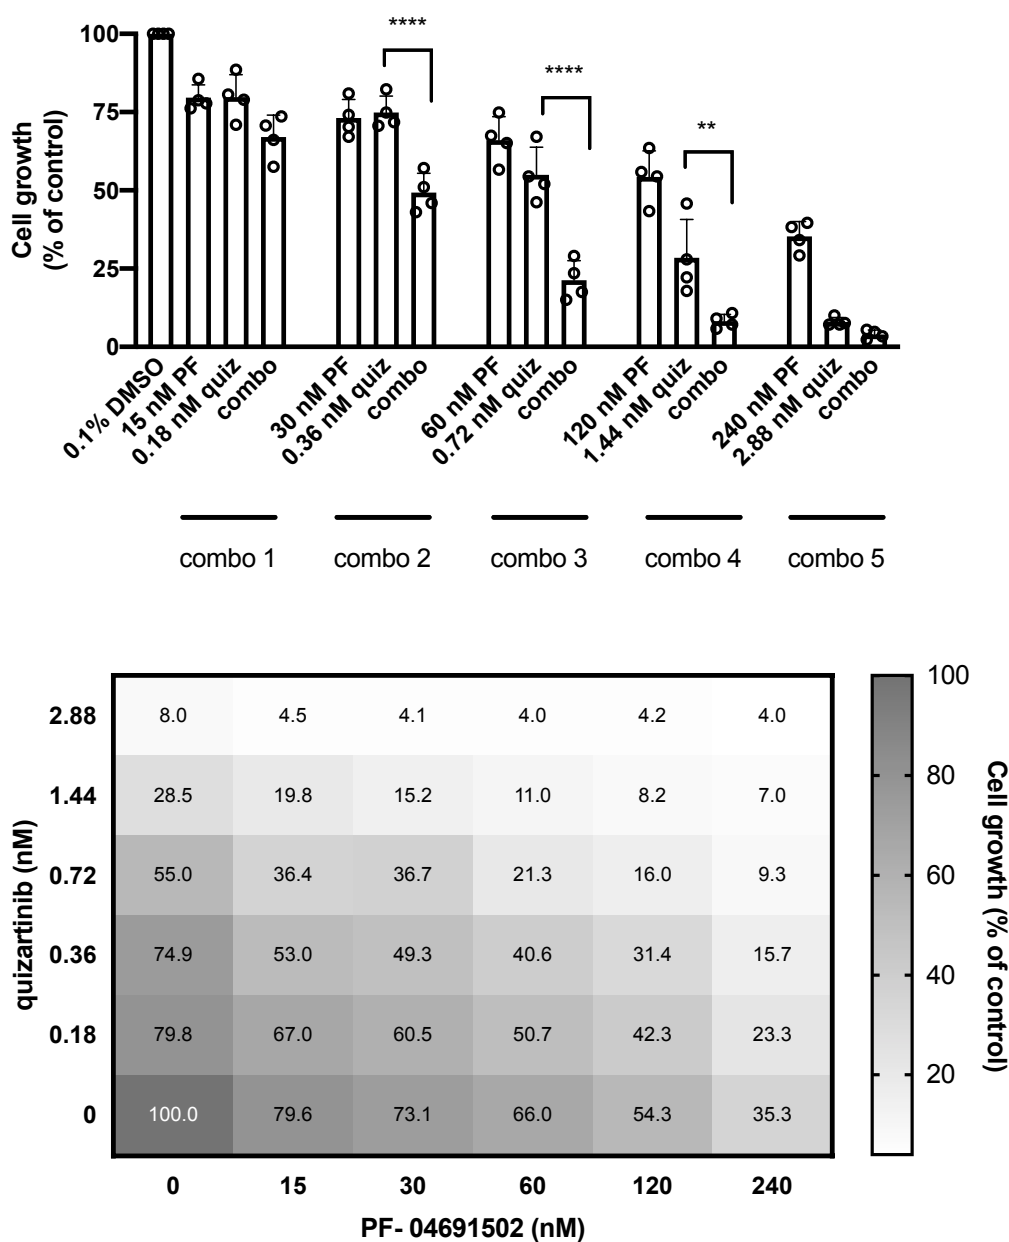 ****
****
**
100
75
50
25
0
Cell growth
(% of control)
0.1% DMSO
15 nM PF
0.18 nM quiz
combo
30 nM PF
0.36 nM quiz
combo
60 nM PF
0.72 nM quiz
combo
120 nM PF
1.44 nM quiz
combo
240 nM PF
2.88 nM quiz
combo
combo 1 combo 2 combo 3 combo 4 combo 5
2.88 8.0 4.5 4.1 4.0 4.2 4.0
1.44 28.5 19.8 15.2 11.0 8.2 7.0
0.72 55.0 36.4 36.7 21.3 16.0 9.3
0.36 74.9 53.0 49.3 40.6 31.4 15.7
0.18 79.8 67.0 60.5 50.7 42.3 23.3
0 100.0 79.6 73.1 66.0 54.3 35.3
0 15 30 60 120 240
quizartinib (nM)
PF- 04691502 (nM)
100
80
60
40
20
Cell growth (% of control)